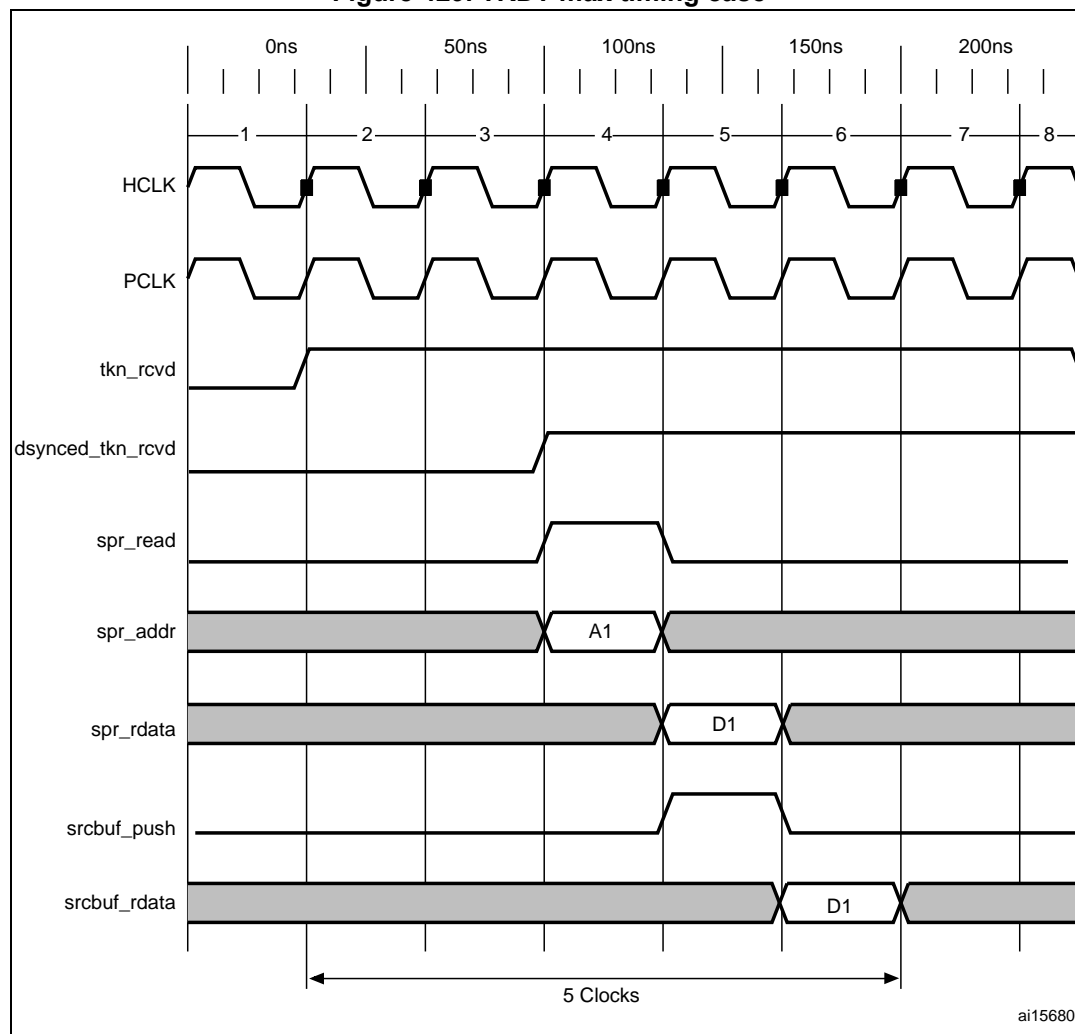 0ns 50ns 100ns 150ns 200ns
1 2 3 4 5 6 7 8
HCLK
PCLK
tkn_rcvd
dsynced_tkn_rcvd
spr_read
spr_addr A1
spr_rdata D1
srcbuf_push
srcbuf_rdata D1
5 Clocks
ai15680